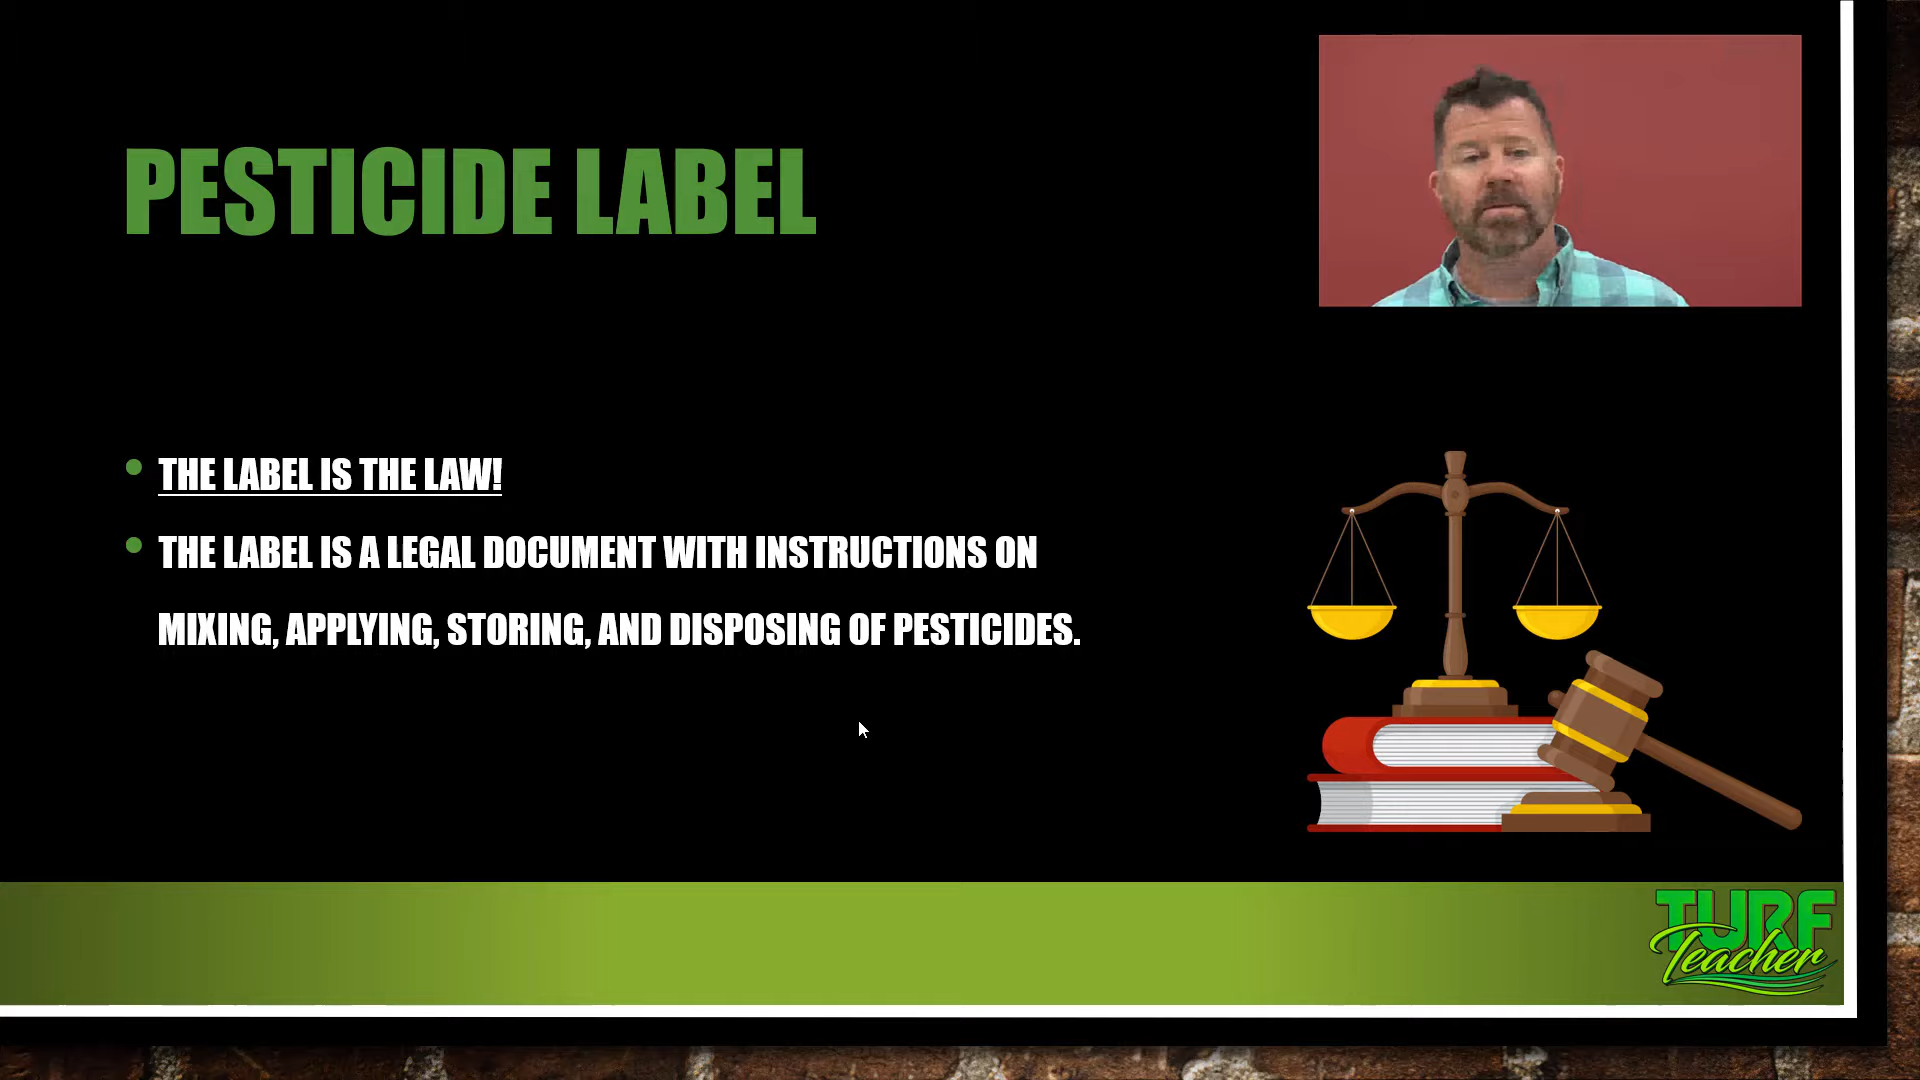 PESTICIDE LABEL
THE LABEL IS THE LAW!
THE LABEL IS A LEGAL DOCUMENT WITH INSTRUCTIONS ON
MIXING, APPLYING, STORING, AND DISPOSING OF PESTICIDES.
TURF
Teacher